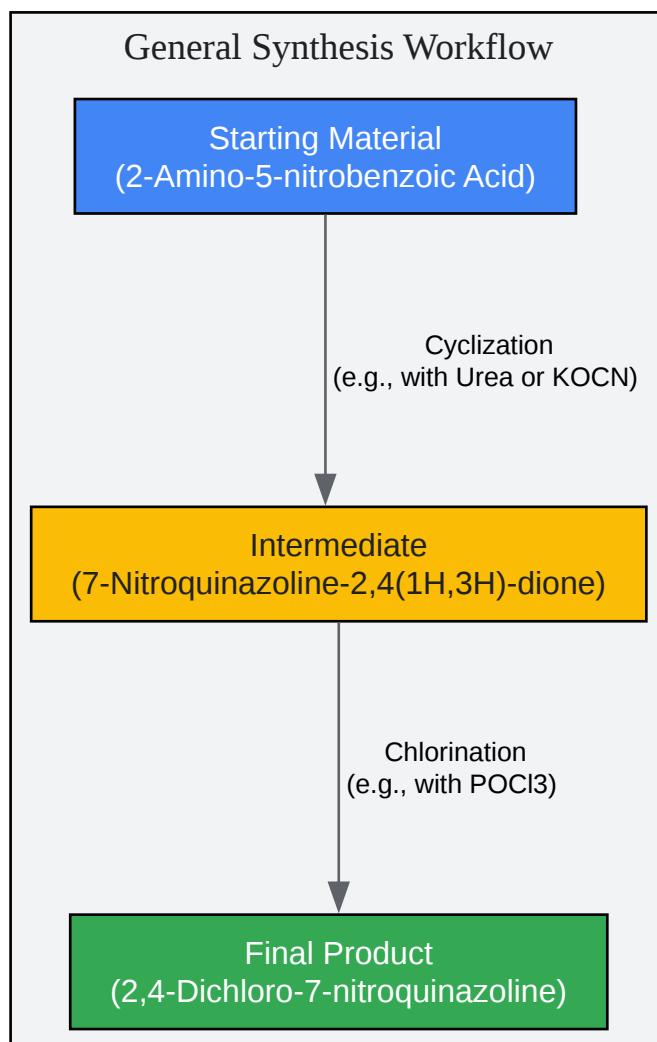 General Synthesis Workflow
Starting Material
(2-Amino-5-nitrobenzoic Acid)
Cyclization
(e.g., with Urea or KOCN)
Intermediate
(7-Nitroquinazoline-2,4(1H,3H)-dione)
Chlorination
(e.g., with POCl3)
Final Product
(2,4-Dichloro-7-nitroquinazoline)